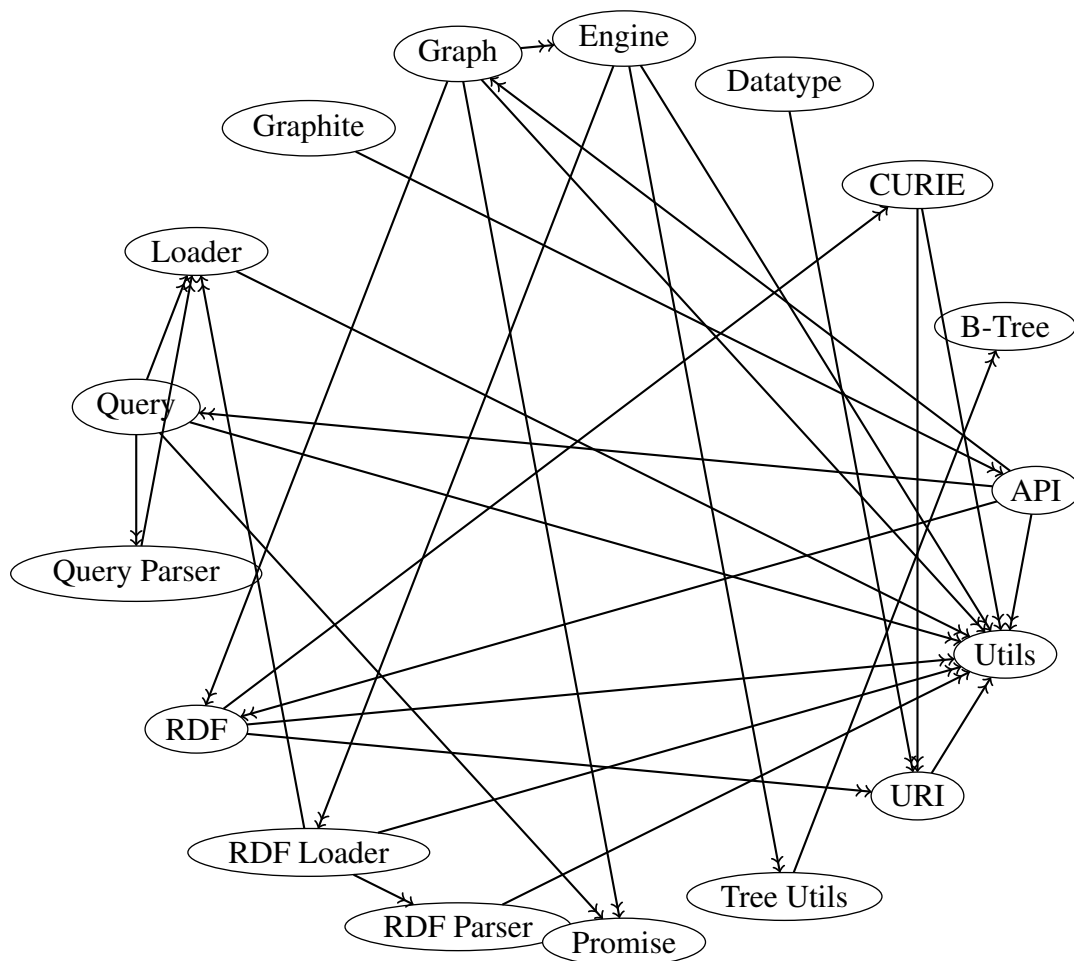 Engine
Graph
Datatype
Graphite
CURIE
Loader
B-Tree
Query
API
Query Parser
Utils
RDF
URI
RDF Loader
Tree Utils
RDF Parser
Promise